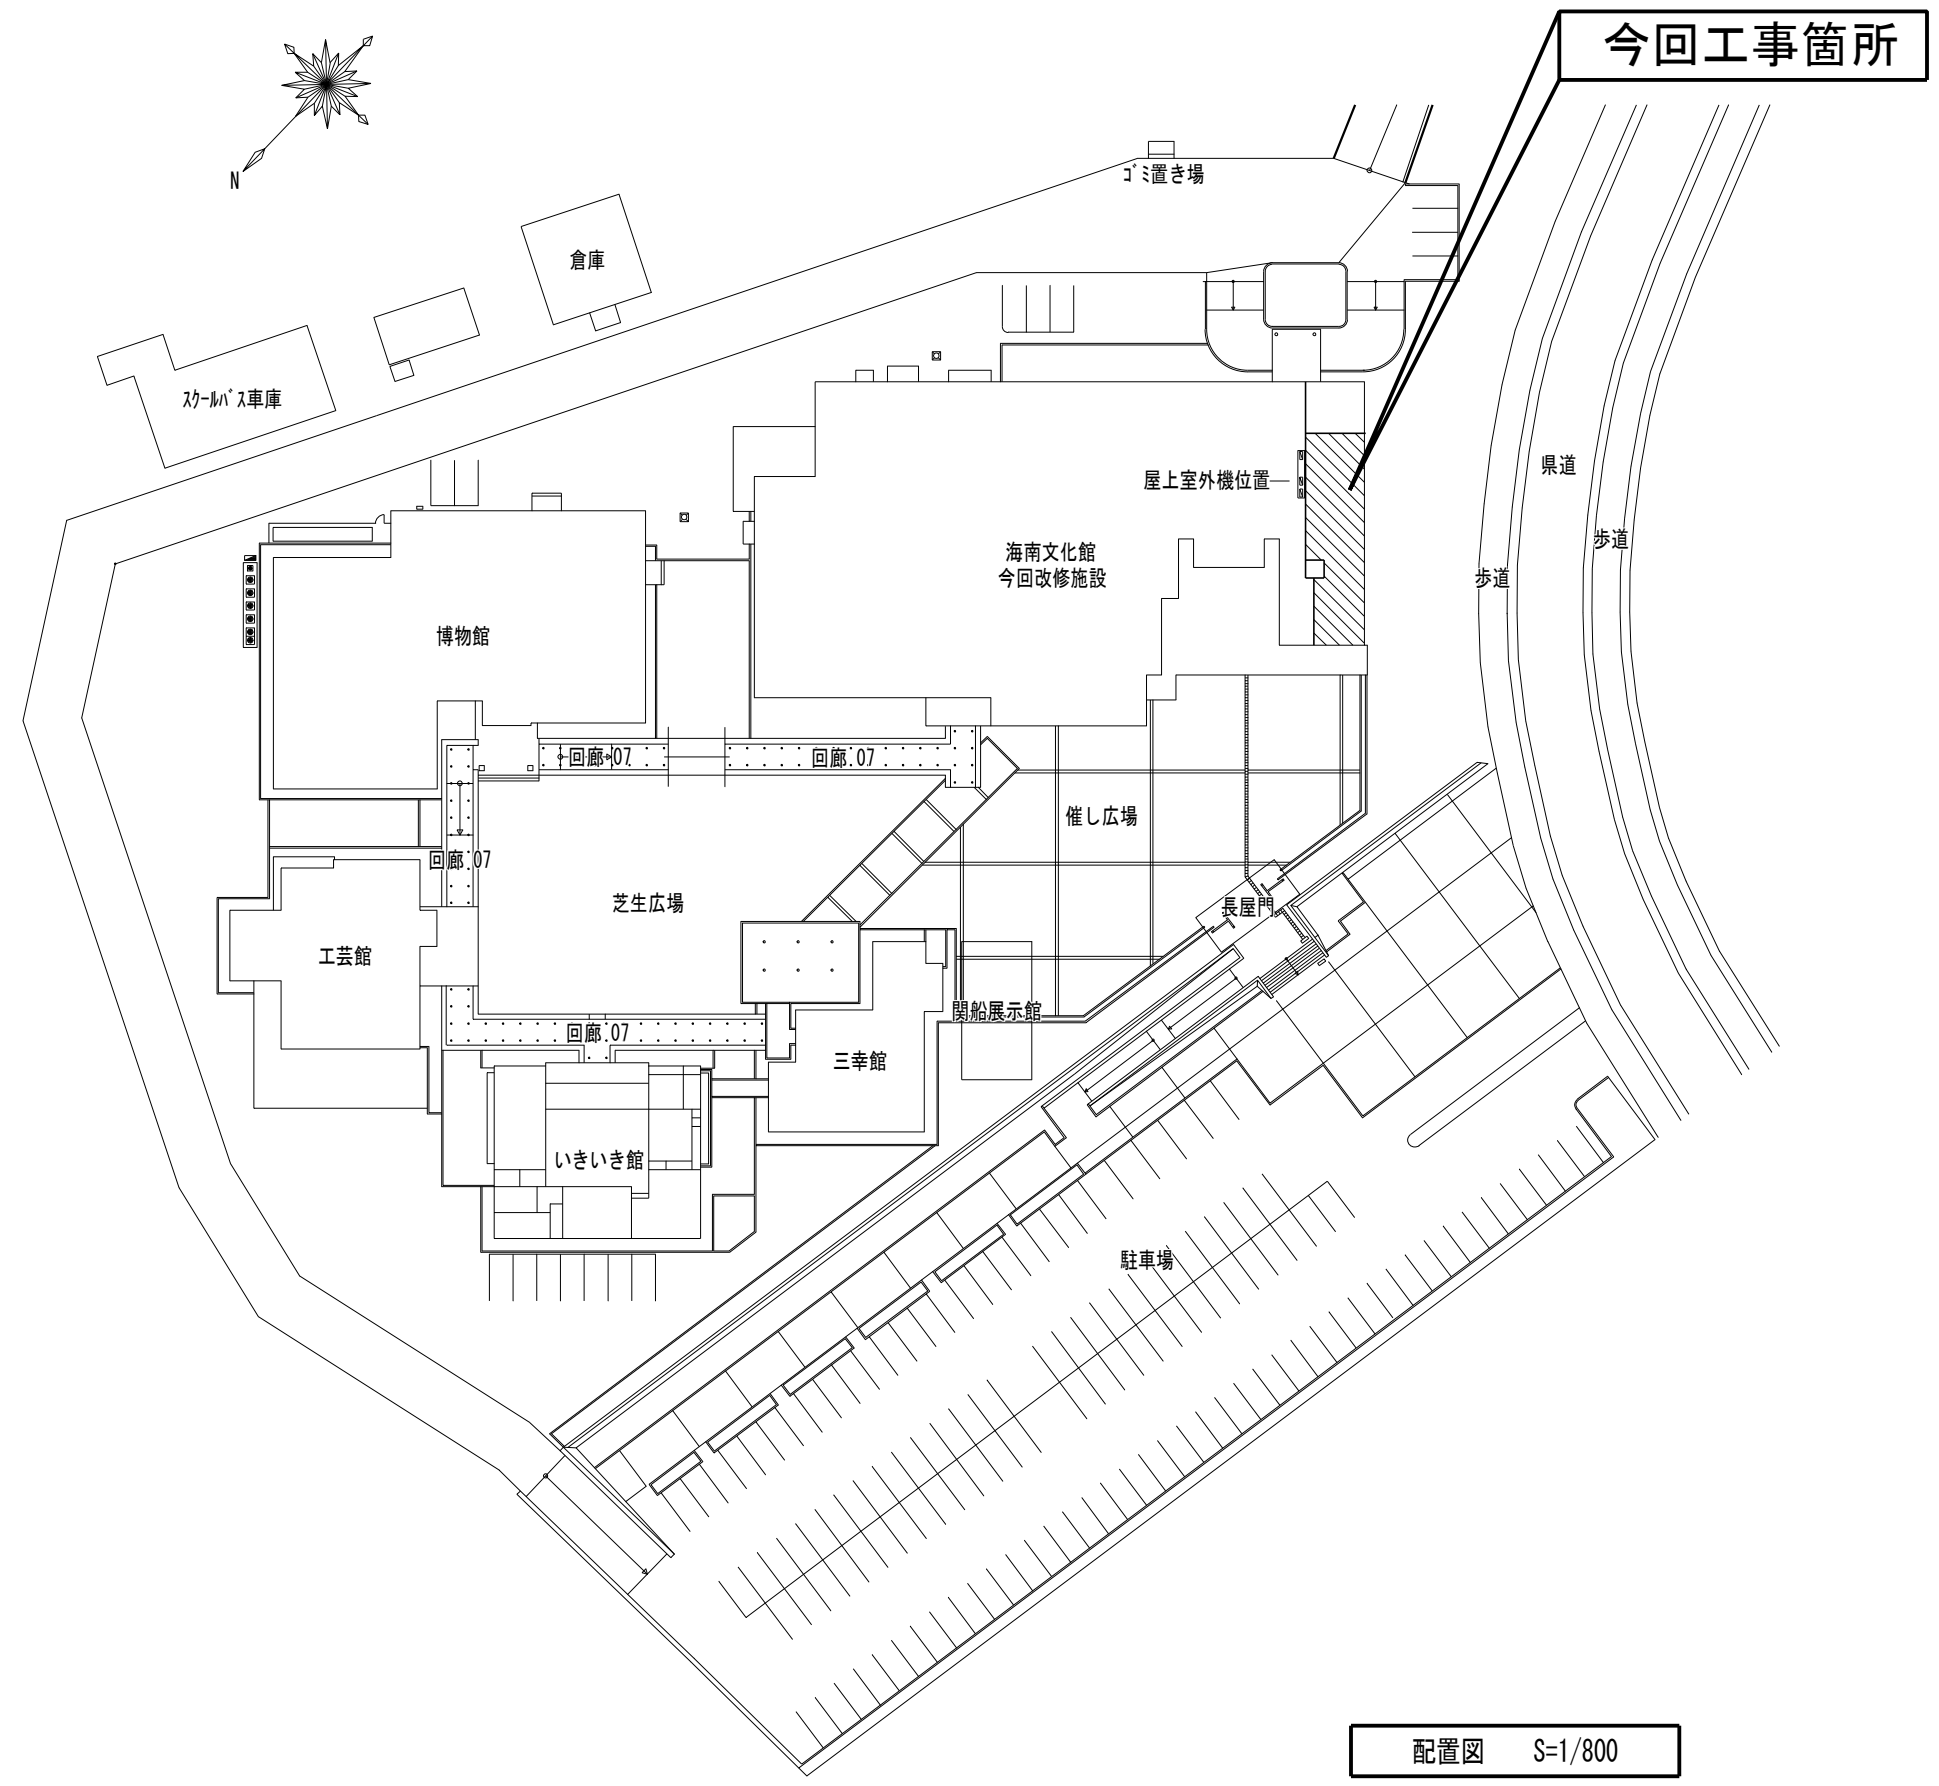 今回工事箇所
N
ゴミ置き場
倉庫
スクールバス車庫
県道
屋上室外機位置
歩道
海南文化館
今回改修施設
歩道
博物館
回廊.07
回廊.07
催し広場
回廊.07
芝生広場
長屋門
工芸館
関船展示館
回廊.07
三幸館
いきいき館
駐車場
配置図 S=1/800